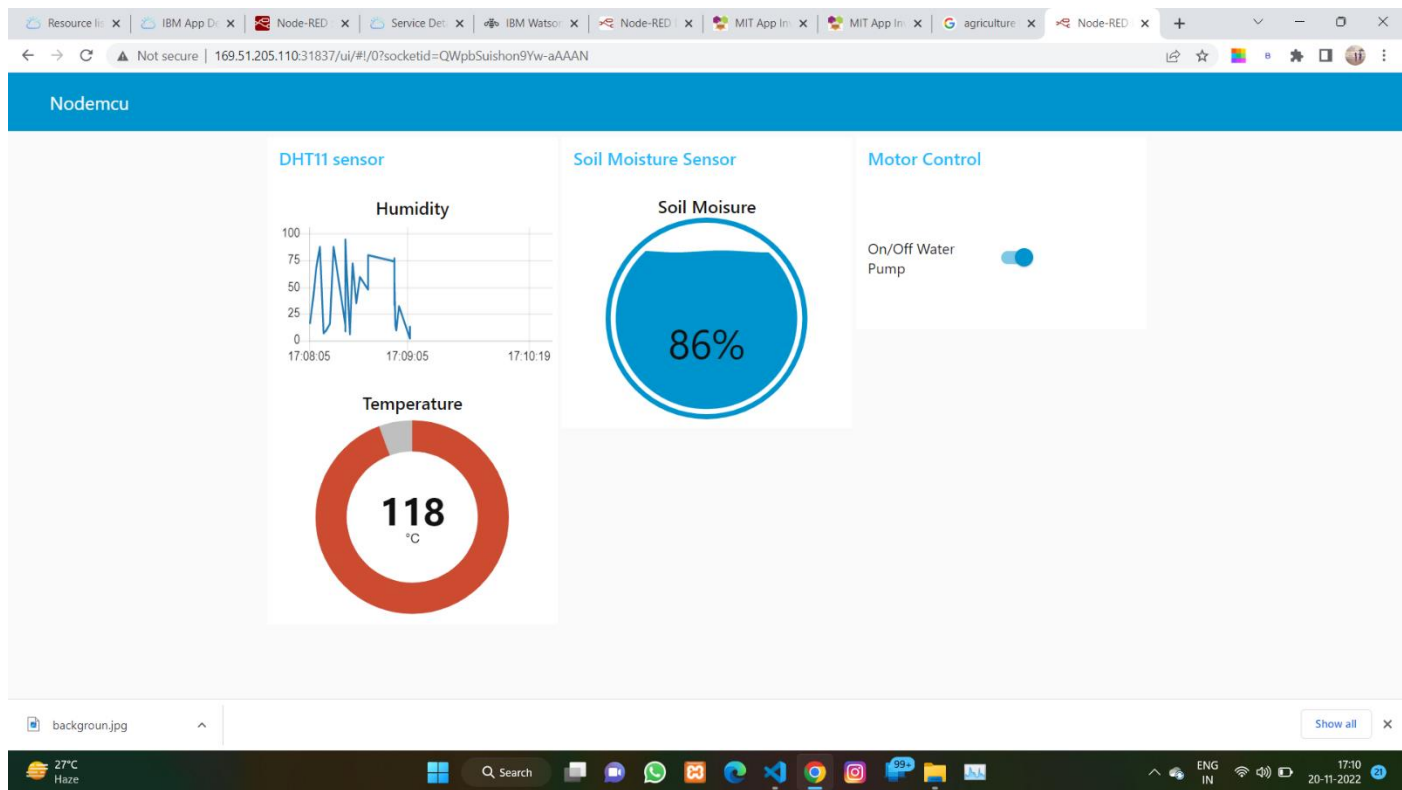 Resource lis
IBM App De
Node-RED
Service Det
IBM Watson
Node-RED
MIT App In
MIT App In
agriculture
Node-RED
Not secure | 169.51.205.110:31837/ui/#!/0?socketid=QWpbSuishon9Yw-aAAAN
Nodemcu
DHT11 sensor
Humidity
100
75
50
25
0
17:08:05 17:09:05 17:10:19
Temperature
118
°C
Soil Moisture Sensor
Soil Moisure
86%
Motor Control
On/Off Water
Pump
backgroun.jpg
Show all
27°C
Haze
Search
99+
ENG
IN
17:10
20-11-2022
21